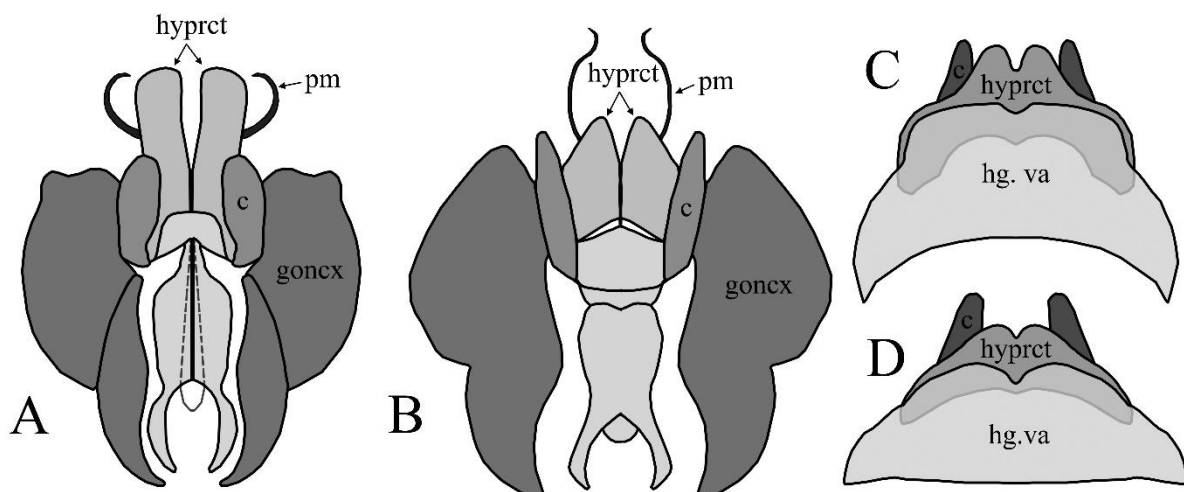 hyprct
pm
c
goncx
A
hyprct
pm
c
goncx
B
C
c
hyprct
hg. va
D
c
hyprct
hg.va